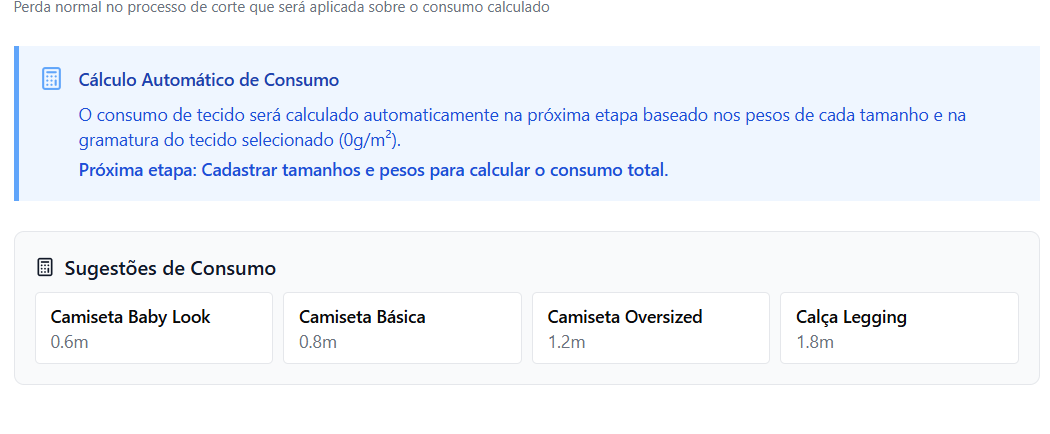 Perda normal no processo de corte que será aplicada sobre o consumo calculado
Cálculo Automático de Consumo
O consumo de tecido será calculado automaticamente na próxima etapa baseado nos pesos de cada tamanho e na
gramatura do tecido selecionado (0g/m²).
Próxima etapa: Cadastrar tamanhos e pesos para calcular o consumo total.
Sugestões de Consumo
Camiseta Baby Look
0.6m
Camiseta Básica
0.8m
Camiseta Oversized
1.2m
Calça Legging
1.8m